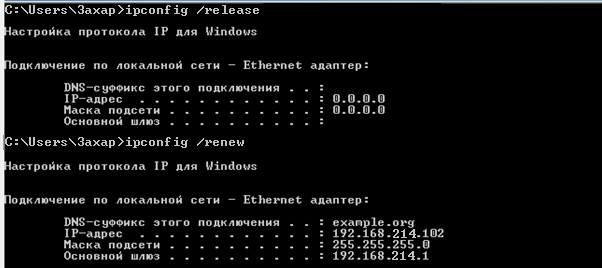 C:\Users\Захар>ipconfig /release
Настройка протокола IP для Windows
Подключение по локальной сети - Ethernet адаптер:
DNS-суффикс этого подключения . . :
IP-адрес . . . . . . . . . . . . : 0.0.0.0
Маска подсети . . . . . . . . . . : 0.0.0.0
Основной шлюз . . . . . . . . . . :
C:\Users\Захар>ipconfig /renew
Настройка протокола IP для Windows
Подключение по локальной сети - Ethernet адаптер:
DNS-суффикс этого подключения . . : example.org
IP-адрес . . . . . . . . . . . . : 192.168.214.102
Маска подсети . . . . . . . . . . : 255.255.255.0
Основной шлюз . . . . . . . . . . : 192.168.214.1